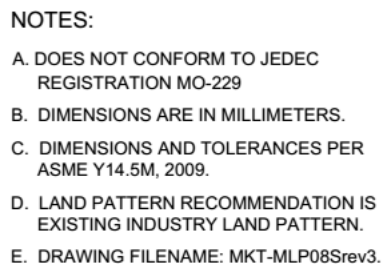 NOTES:
A. DOES NOT CONFORM TO JEDEC
REGISTRATION MO-229
B. DIMENSIONS ARE IN MILLIMETERS.
C. DIMENSIONS AND TOLERANCES PER
ASME Y14.5M, 2009.
D. LAND PATTERN RECOMMENDATION IS
EXISTING INDUSTRY LAND PATTERN.
E. DRAWING FILENAME: MKT-MLP08Srev3.